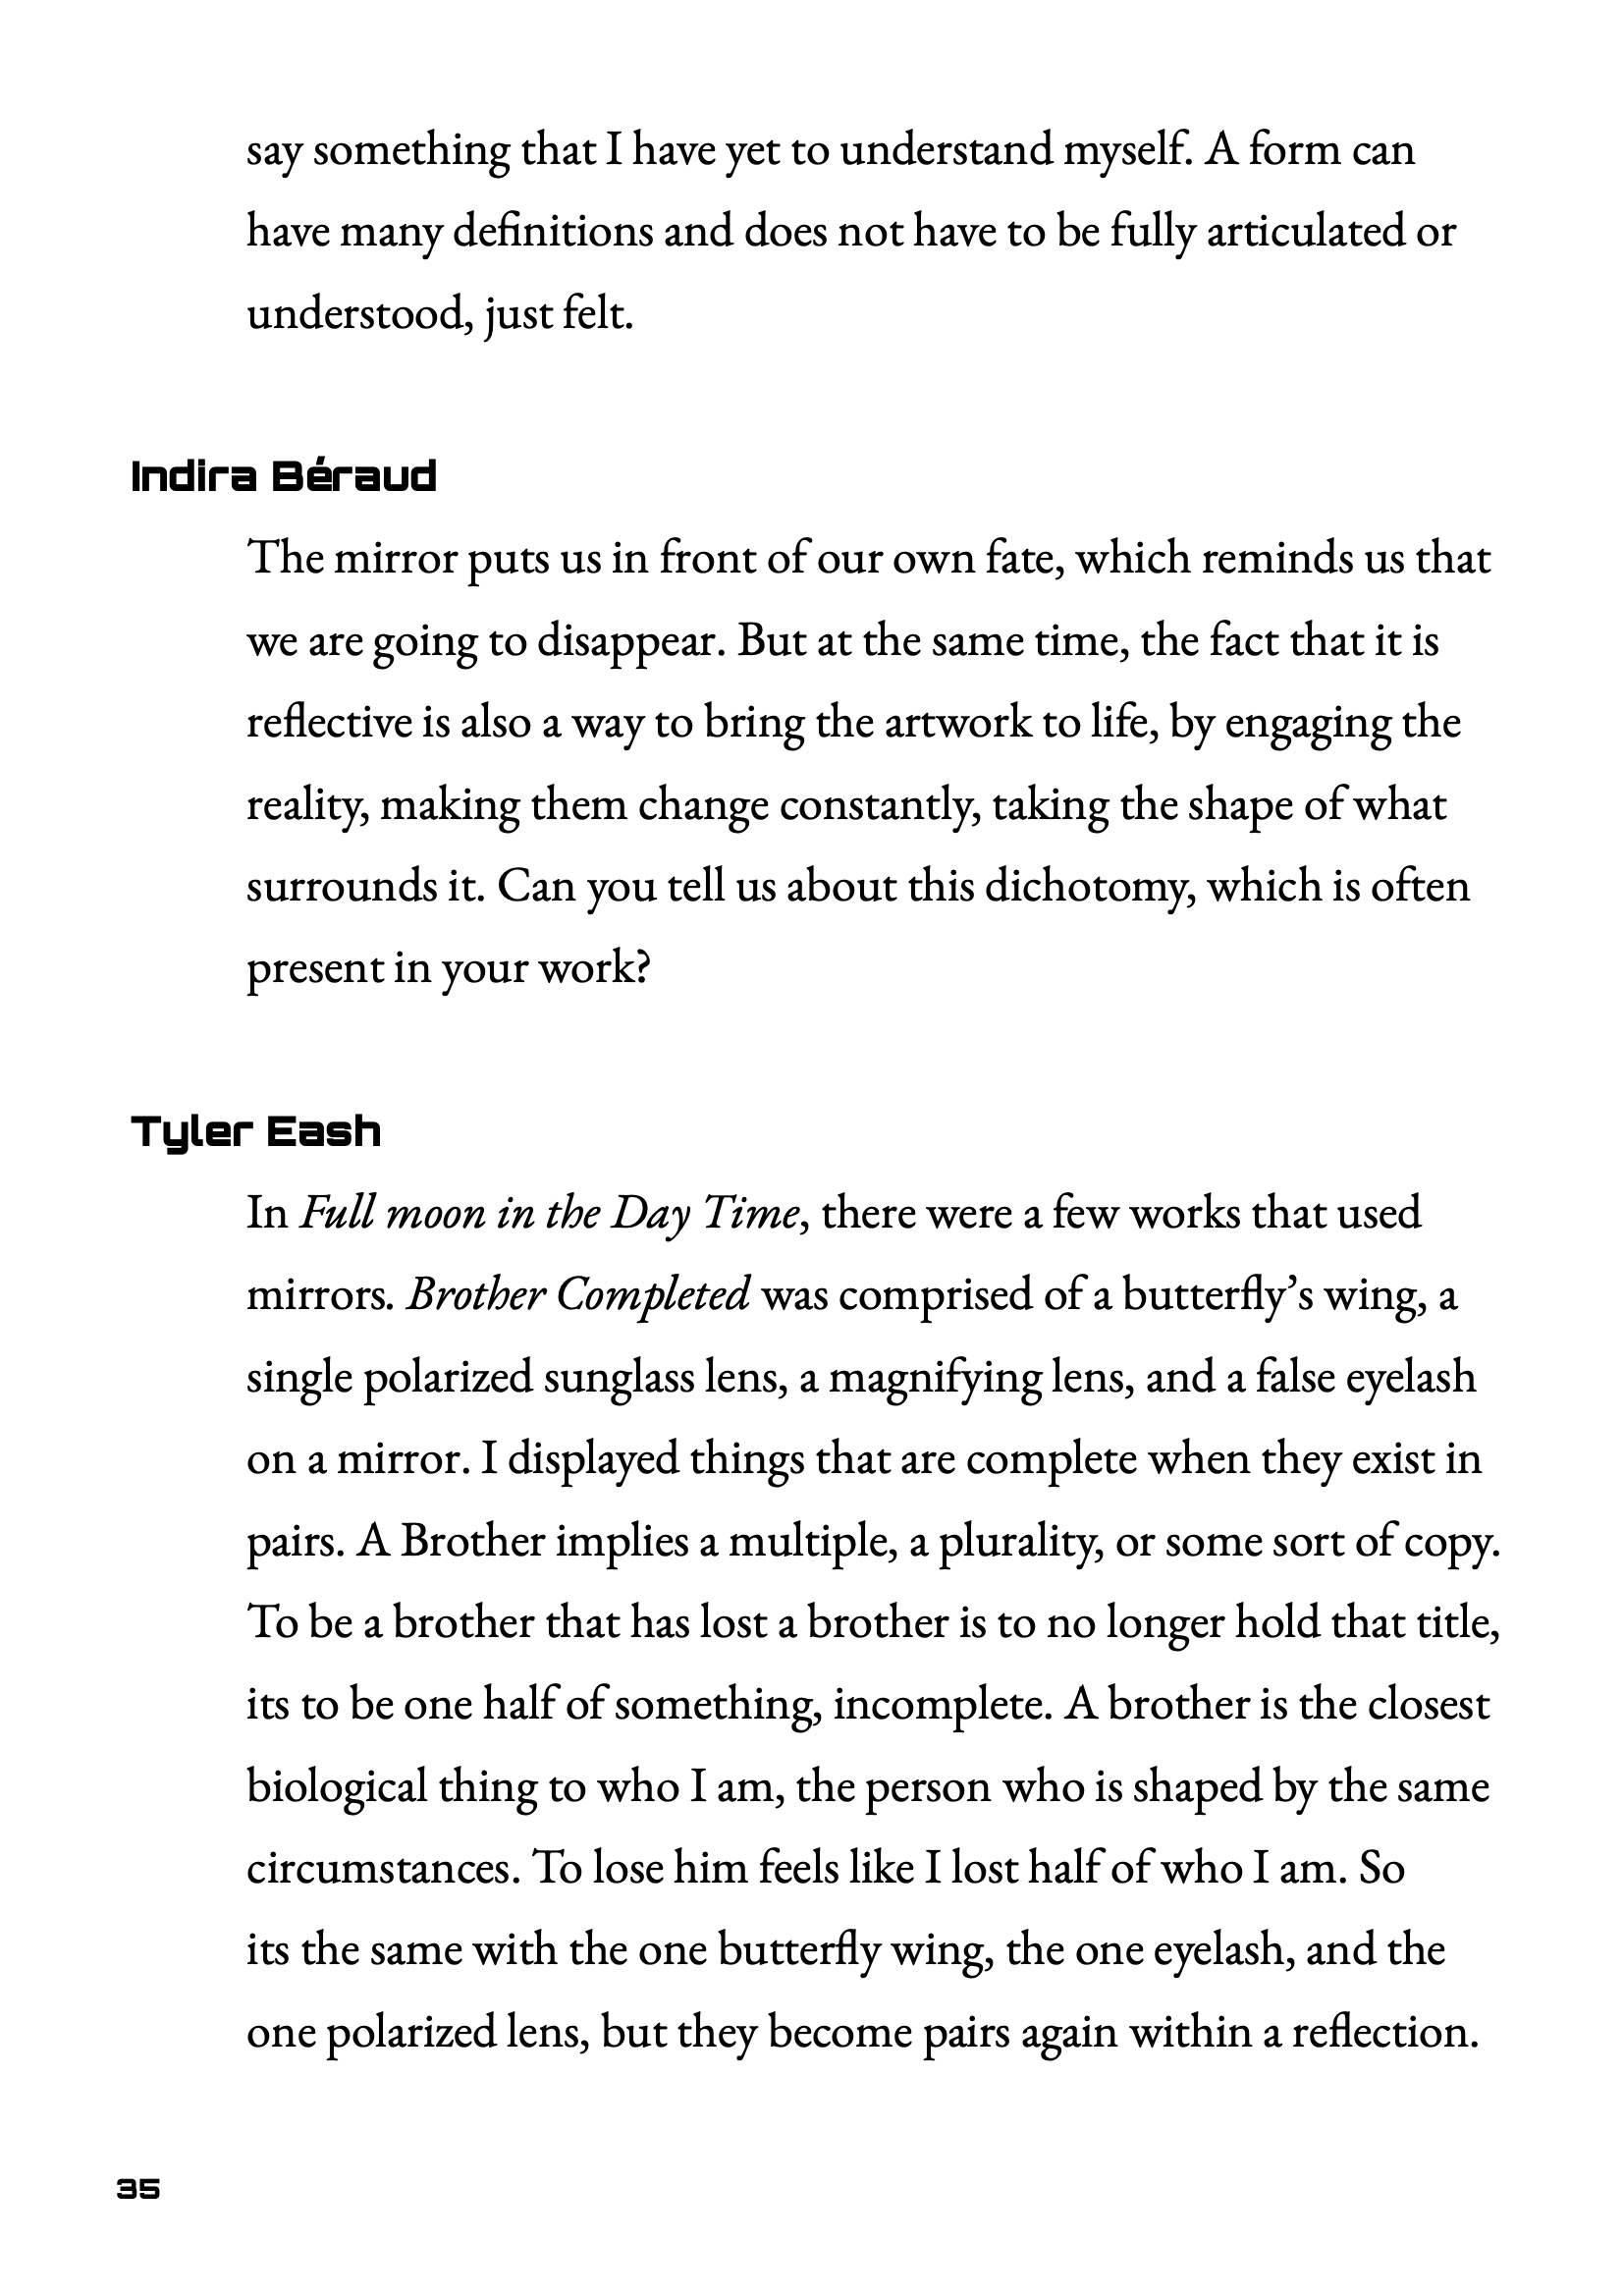 say something that I have yet to understand myself. A form can
have many definitions and does not have to be fully articulated or
understood, just felt.
Indira Béraud
The mirror puts us in front of our own fate, which reminds us that
we are going to disappear. But at the same time, the fact that it is
reflective is also a way to bring the artwork to life, by engaging the
reality, making them change constantly, taking the shape of what
surrounds it. Can you tell us about this dichotomy, which is often
present in your work?
Tyler Eash
In Full moon in the Day Time, there were a few works that used
mirrors. Brother Completed was comprised of a butterfly’s wing, a
single polarized sunglass lens, a magnifying lens, and a false eyelash
on a mirror. I displayed things that are complete when they exist in
pairs. A Brother implies a multiple, a plurality, or some sort of copy.
To be a brother that has lost a brother is to no longer hold that title,
its to be one half of something, incomplete. A brother is the closest
biological thing to who I am, the person who is shaped by the same
circumstances. To lose him feels like I lost half of who I am. So
its the same with the one butterfly wing, the one eyelash, and the
one polarized lens, but they become pairs again within a reflection.
35